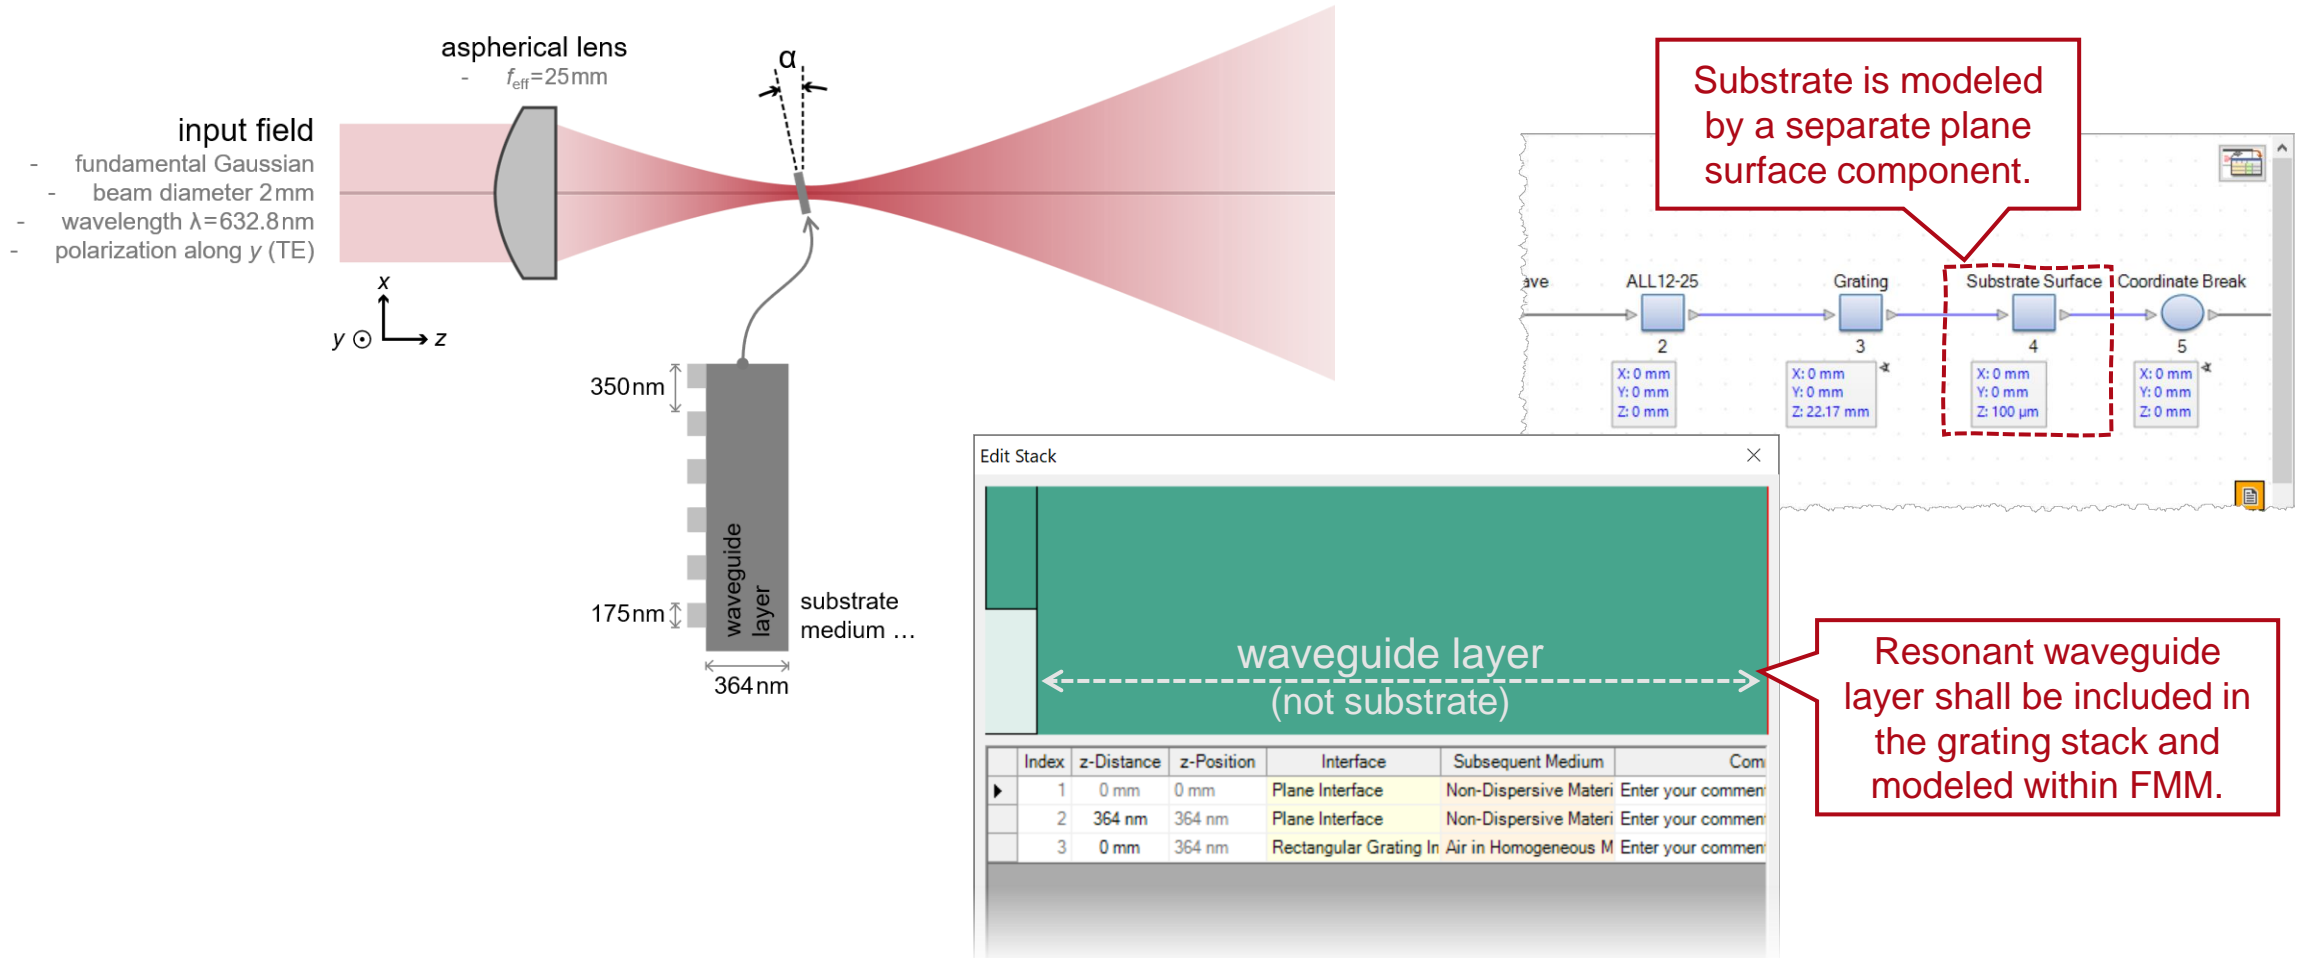 aspherical lens
- f_eff=25mm
α
input field
- fundamental Gaussian
- beam diameter 2mm
- wavelength λ=632.8nm
- polarization along y (TE)
x
y
z
350nm
175nm
waveguide
layer
364nm
substrate
medium ...
Substrate is modeled
by a separate plane
surface component.
ave
ALL12-25
Grating
Substrate Surface
Coordinate Break
2
3
4
5
X: 0 mm
Y: 0 mm
Z: 0 mm
X: 0 mm
Y: 0 mm
Z: 22.17 mm
X: 0 mm
Y: 0 mm
Z: 100 µm
X: 0 mm
Y: 0 mm
Z: 0 mm
Edit Stack
waveguide layer
(not substrate)
Index z-Distance z-Position Interface Subsequent Medium Com
1 0 mm 0 mm Plane Interface Non-Dispersive Materi Enter your comment
2 364 nm 364 nm Plane Interface Non-Dispersive Materi Enter your comment
3 0 mm 364 nm Rectangular Grating In Air in Homogeneous M Enter your comment
Resonant waveguide
layer shall be included in
the grating stack and
modeled within FMM.